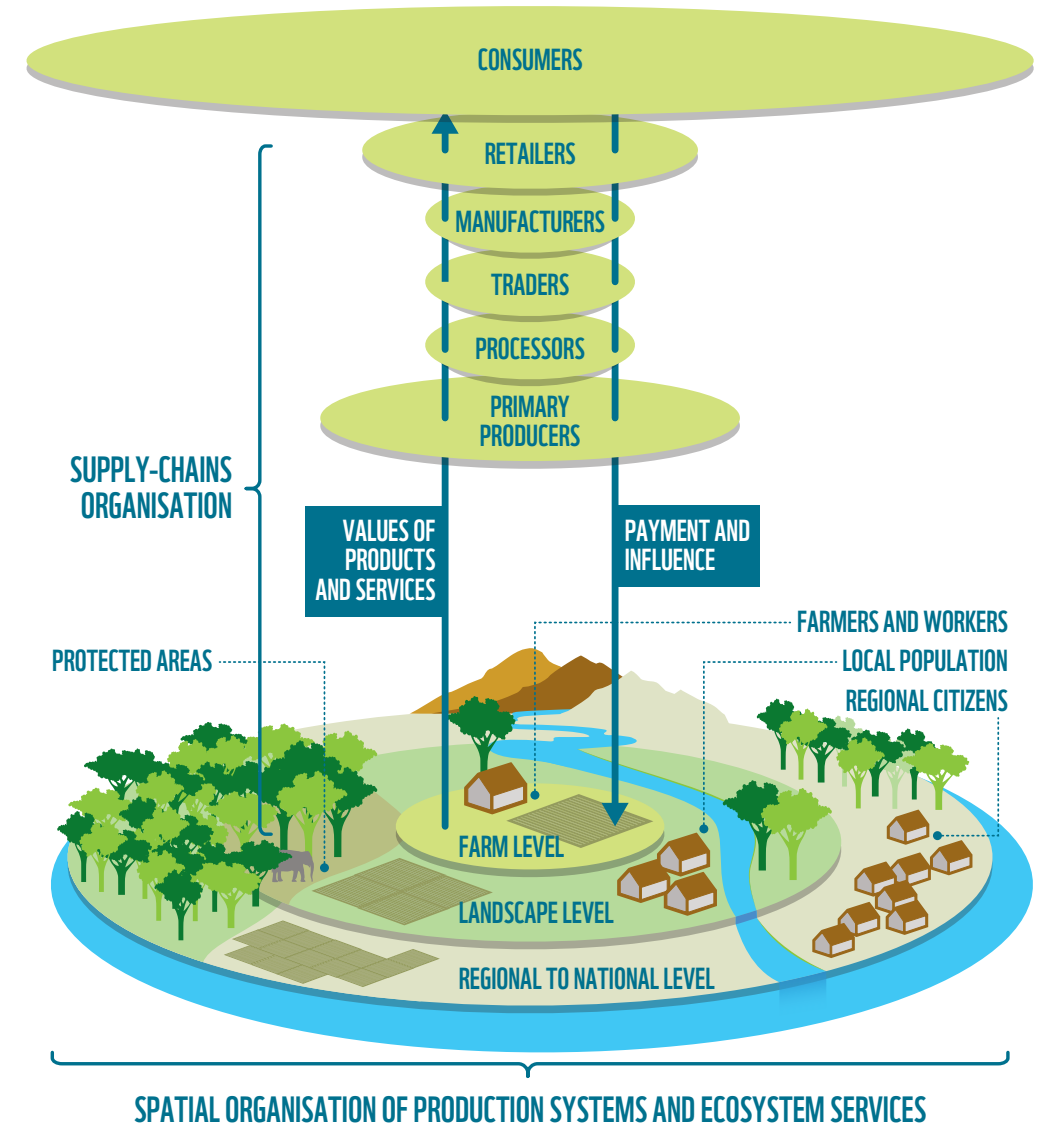 CONSUMERS
RETAILERS
MANUFACTURERS
TRADERS
PROCESSORS
PRIMARY
PRODUCERS
SUPPLY-CHAINS
ORGANISATION
VALUES OF
PRODUCTS
AND SERVICES
PAYMENT AND
INFLUENCE
FARMERS AND WORKERS
PROTECTED AREAS
LOCAL POPULATION
REGIONAL CITIZENS
FARM LEVEL
LANDSCAPE LEVEL
REGIONAL TO NATIONAL LEVEL
SPATIAL ORGANISATION OF PRODUCTION SYSTEMS AND ECOSYSTEM SERVICES